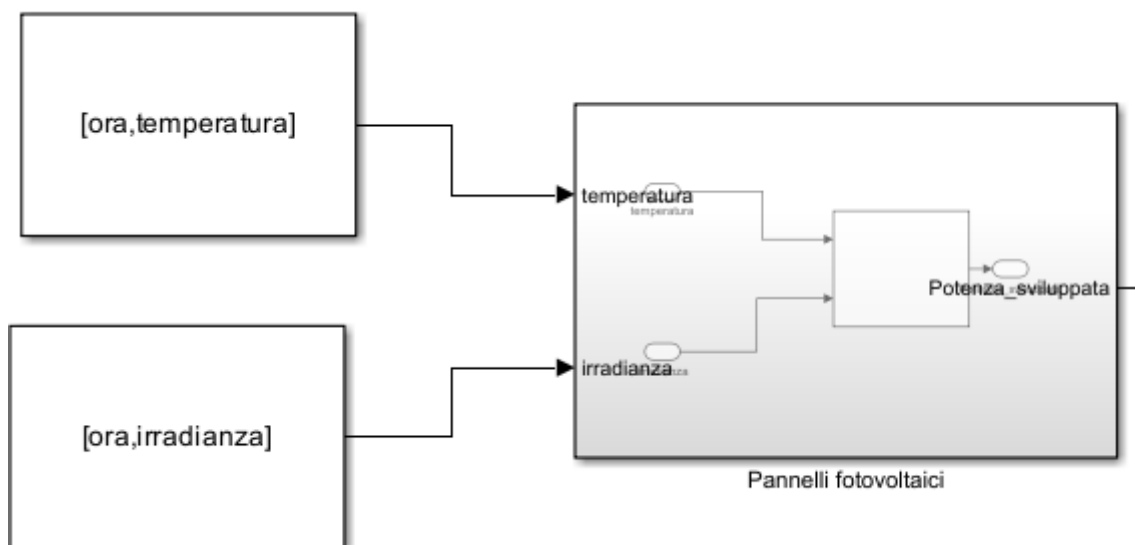 [ora,temperatura]
temperatura
temperatura
Potenza_sviluppata
irradianza
[ora,irradianza]
Pannelli fotovoltaici